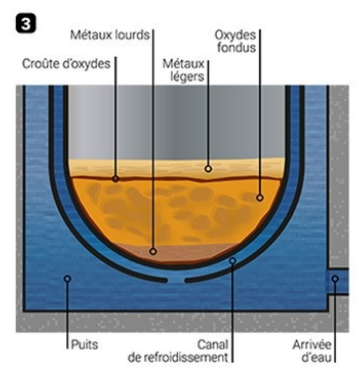 3
Métaux lourds
Oxydes
fondus
Croûte d'oxydes
Métaux
légers
Puits
Canal
de refroidissement
Arrivée
d'eau